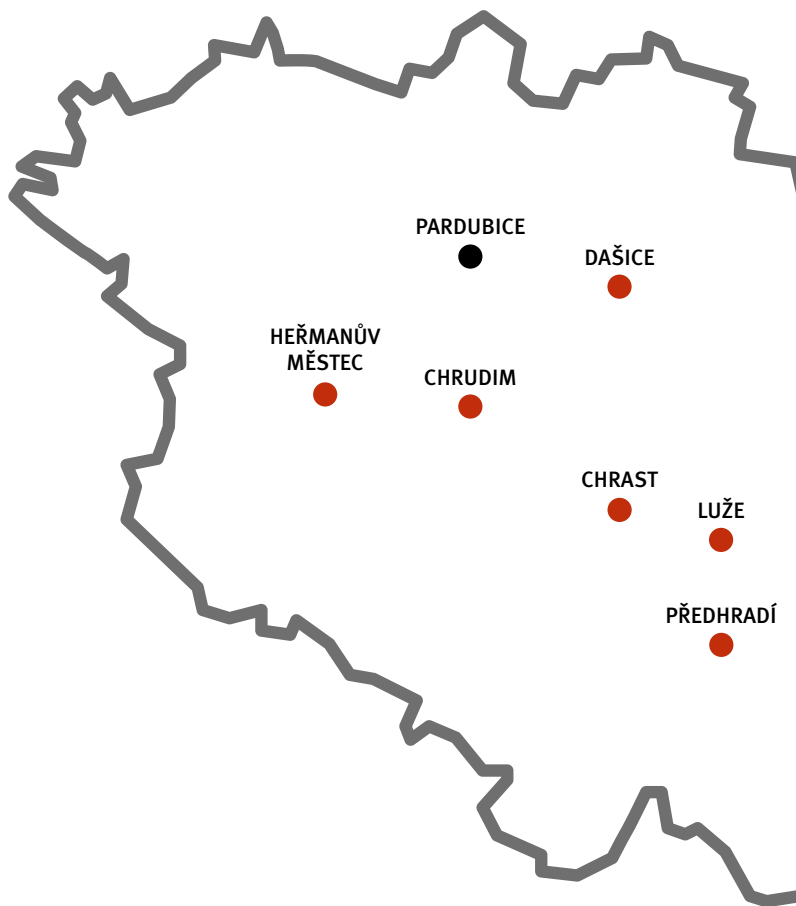 PARDUBICE
DAŠICE
HEŘMANŮV
MĚSTEC
CHRUDIM
CHRAST
LUŽE
PŘEDHRADÍ